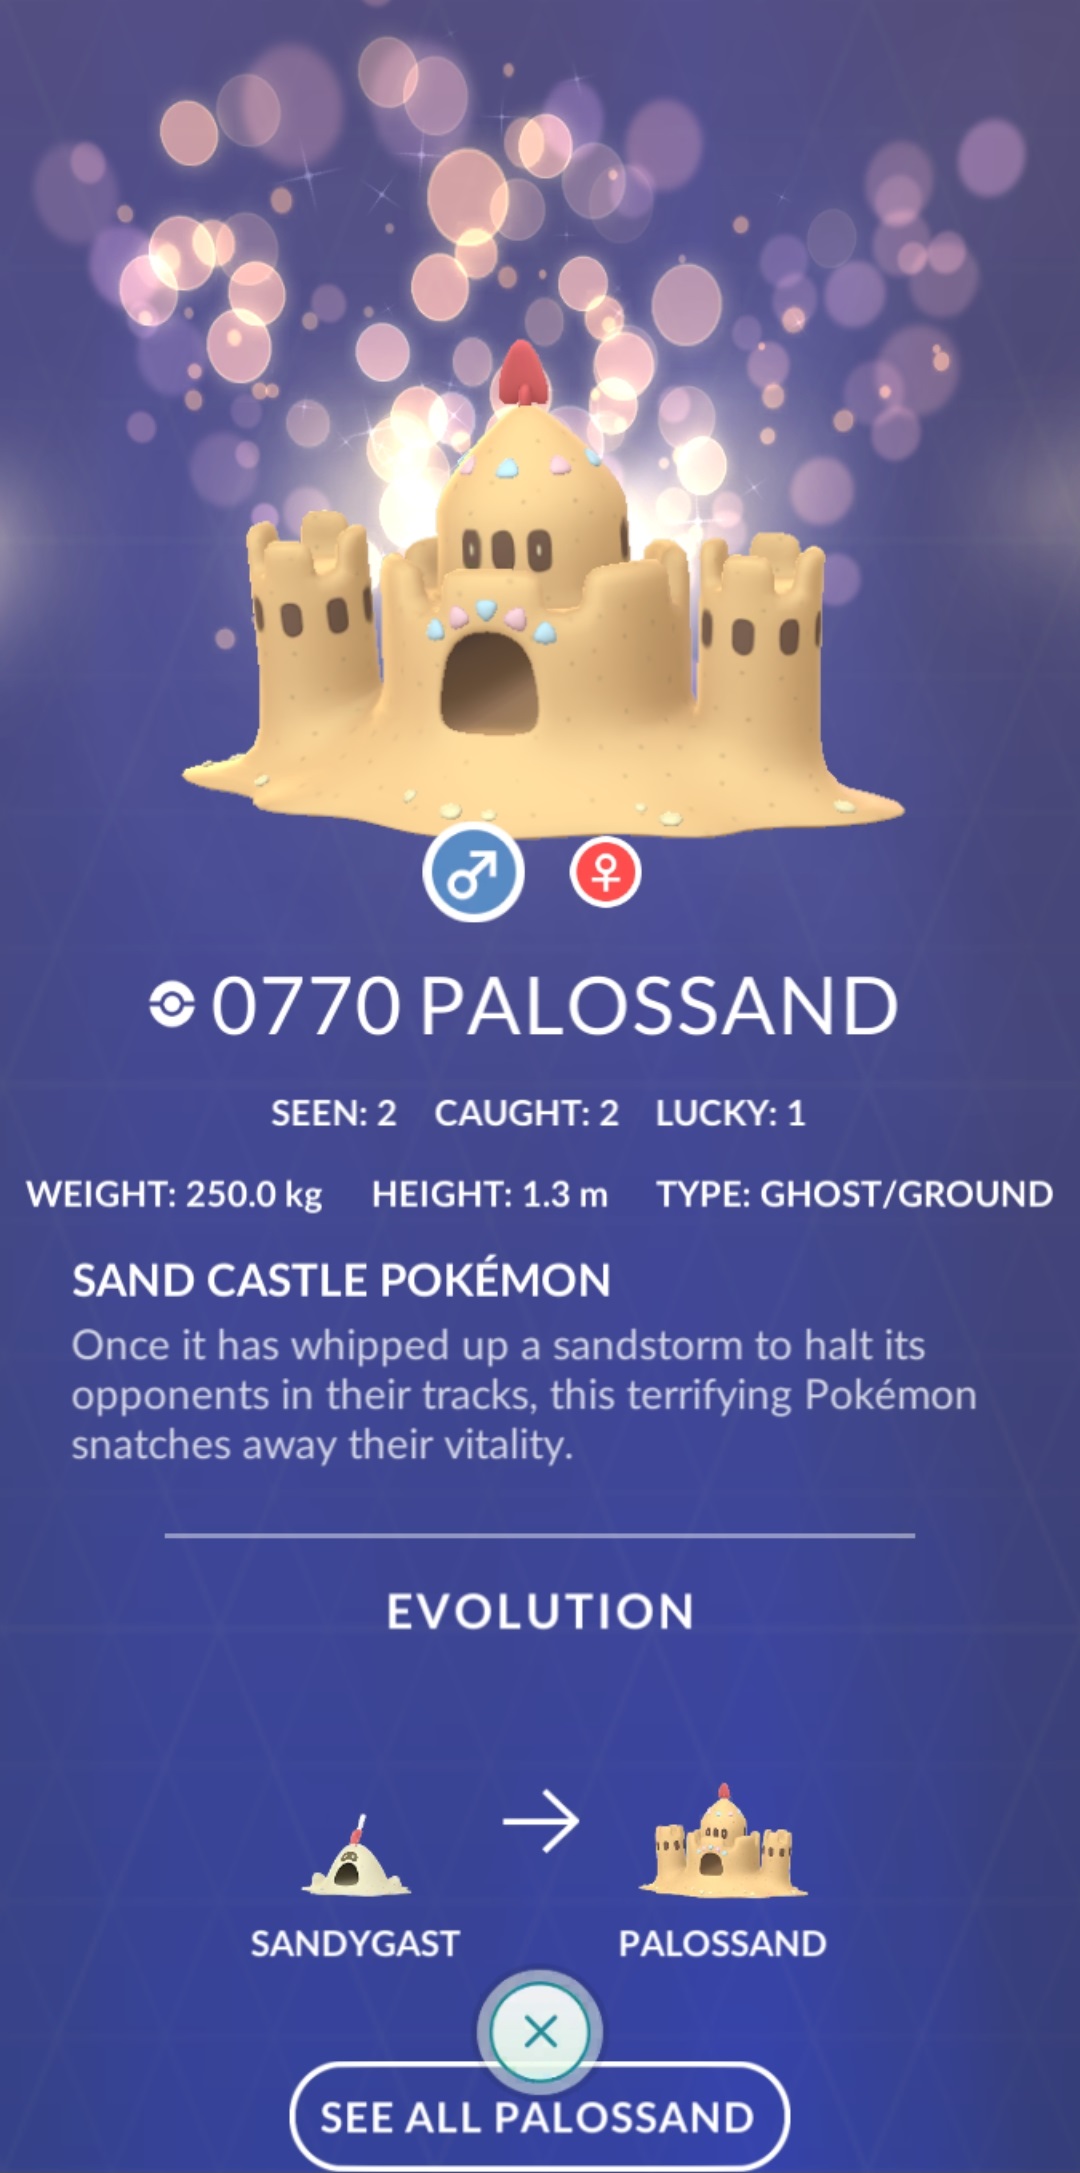 0770 PALOSSAND
SEEN: 2 CAUGHT: 2 LUCKY: 1
WEIGHT: 250.0 kg HEIGHT: 1.3 m TYPE: GHOST/GROUND
SAND CASTLE POKÉMON
Once it has whipped up a sandstorm to halt its
opponents in their tracks, this terrifying Pokémon
snatches away their vitality.
EVOLUTION
SANDYGAST PALOSSAND
SEE ALL PALOSSAND